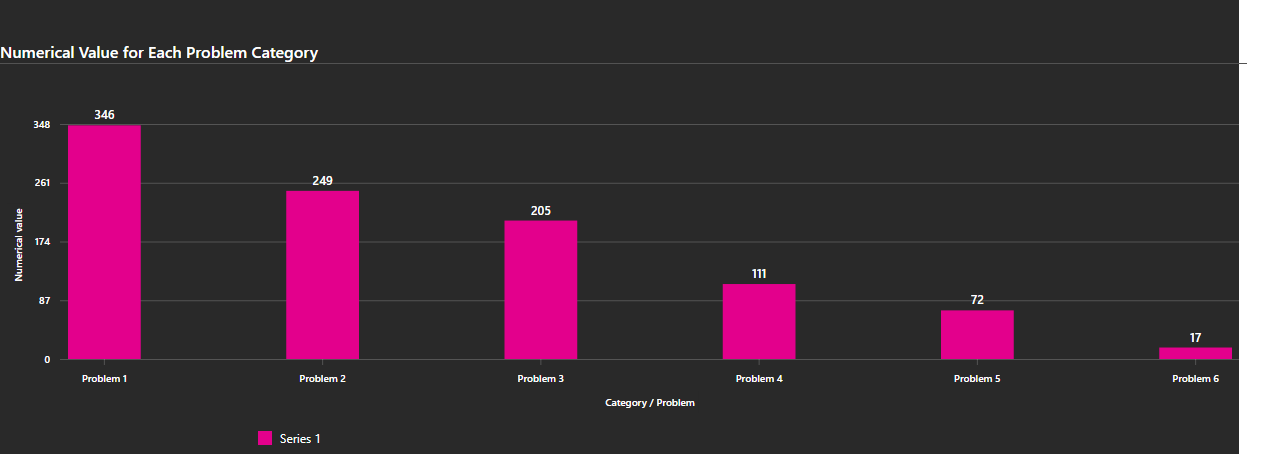 Numerical Value for Each Problem Category
346
348
249
261
205
174
Numerical value
111
87
72
17
0
Problem 1
Problem 2
Problem 3
Problem 4
Problem 5
Problem 6
Category / Problem
Series 1